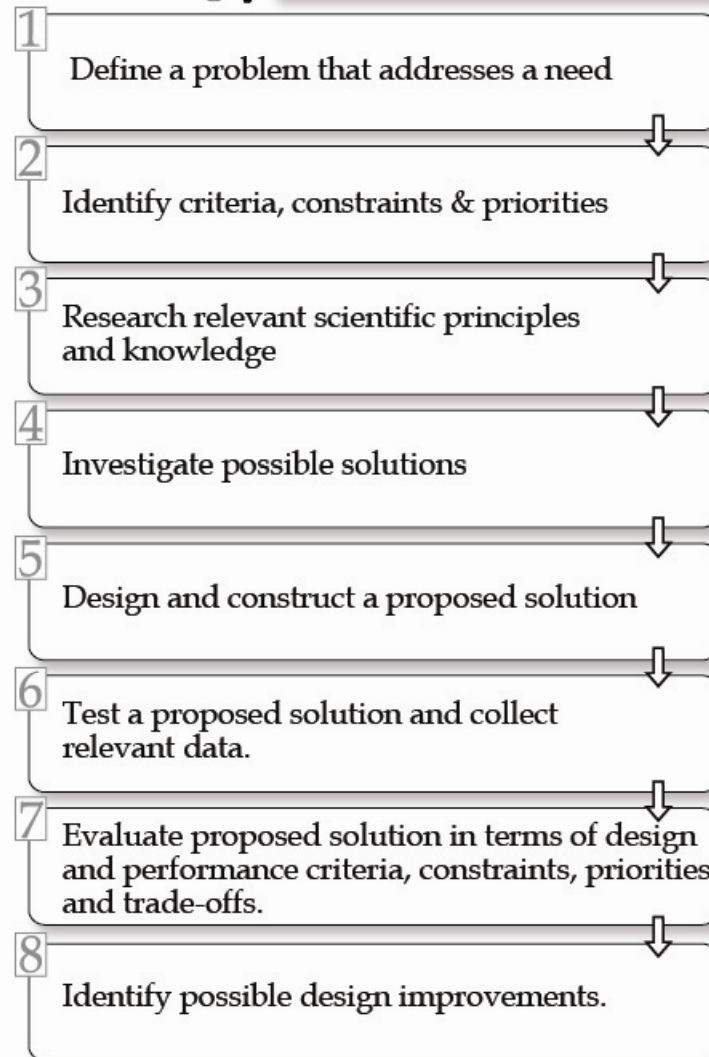 1
Define a problem that addresses a need
2
Identify criteria, constraints & priorities
3
Research relevant scientific principles
and knowledge
4
Investigate possible solutions
5
Design and construct a proposed solution
6
Test a proposed solution and collect
relevant data.
7
Evaluate proposed solution in terms of design
and performance criteria, constraints, priorities
and trade-offs.
8
Identify possible design improvements.